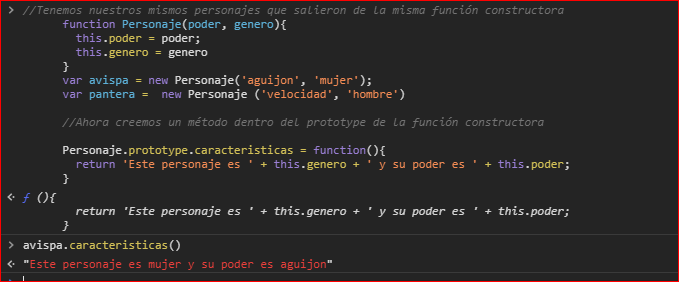 //Tenemos nuestros mismos personajes que salieron de la misma función constructora
function Personaje(poder, genero){
this.poder = poder;
this.genero = genero
}
var avispa = new Personaje('aguijon', 'mujer');
var pantera =  new Personaje ('velocidad', 'hombre')
//Ahora creemos un método dentro del prototype de la función constructora
Personaje.prototype.caracteristicas = function(){
return 'Este personaje es ' + this.genero + ' y su poder es ' + this.poder;
}
ƒ (){
return 'Este personaje es ' + this.genero + ' y su poder es ' + this.poder;
}
avispa.caracteristicas()
"Este personaje es mujer y su poder es aguijon"